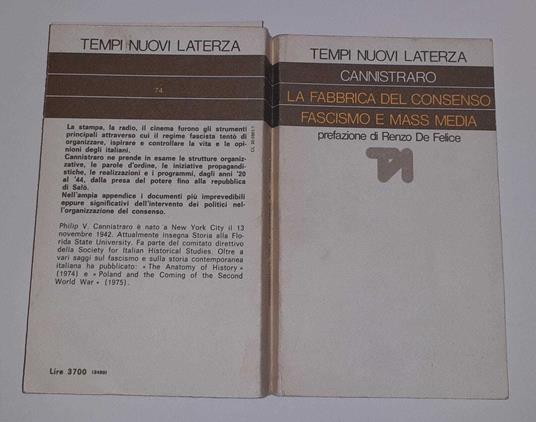 TEMPI NUOVI LATERZA
74
La stampa, la radio, il cinema furono gli strumenti
principali attraverso cui il regime fascista tentò di
organizzare, ispirare e controllare la vita e le opi-
nioni degli italiani.
Cannistraro ne prende in esame le strutture organiz-
zative, le parole d'ordine, le iniziative propagandi-
stiche, le realizzazioni e i programmi, dagli anni '20
al '44, dalla presa del potere fino alla repubblica
di Salò.
Nell'ampia appendice i documenti più imprevedibili
eppure significativi dell'intervento dei politici nel-
l'organizzazione del consenso.
Philip V. Cannistraro è nato a New York City il 13
novembre 1942. Attualmente insegna Storia alla Flo-
rida State University. Fa parte del comitato direttivo
della Society for Italian Historical Studies. Oltre a
vari saggi sul fascismo e sulla storia contemporanea
italiana ha pubblicato: « The Anatomy of History »
(1974) e « Poland and the Coming of the Second
World War » (1975).
Lire 3700 (3490)
TEMPI NUOVI LATERZA
CANNISTRARO
LA FABBRICA DEL CONSENSO
FASCISMO E MASS MEDIA
prefazione di Renzo De Felice